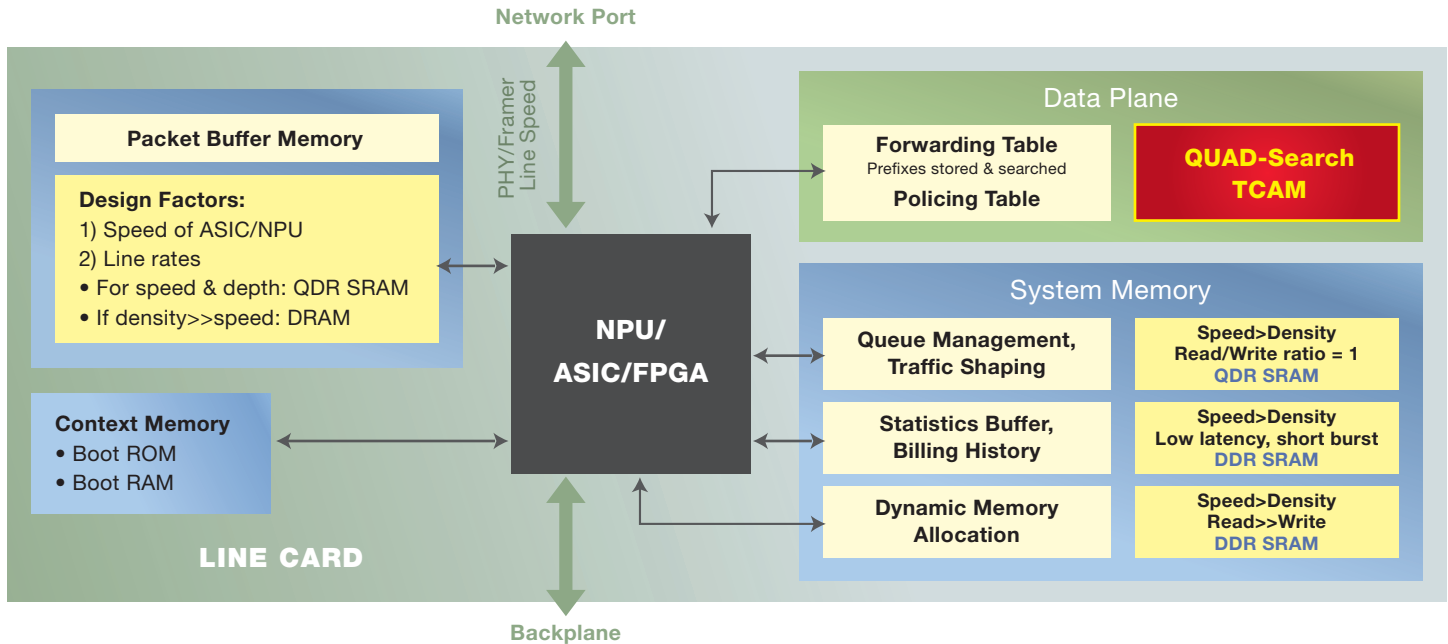 Network Port
PHY/Framer
Line Speed
Packet Buffer Memory
Design Factors:
1) Speed of ASIC/NPU
2) Line rates
• For speed & depth: QDR SRAM
• If density>>speed: DRAM
Context Memory
• Boot ROM
• Boot RAM
LINE CARD
NPU/
ASIC/FPGA
Data Plane
Forwarding Table
Prefixes stored & searched
Policing Table
QUAD-Search
TCAM
System Memory
Queue Management,
Traffic Shaping
Speed>Density
Read/Write ratio = 1
QDR SRAM
Statistics Buffer,
Billing History
Speed>Density
Low latency, short burst
DDR SRAM
Dynamic Memory
Allocation
Speed>Density
Read>>Write
DDR SRAM
Backplane